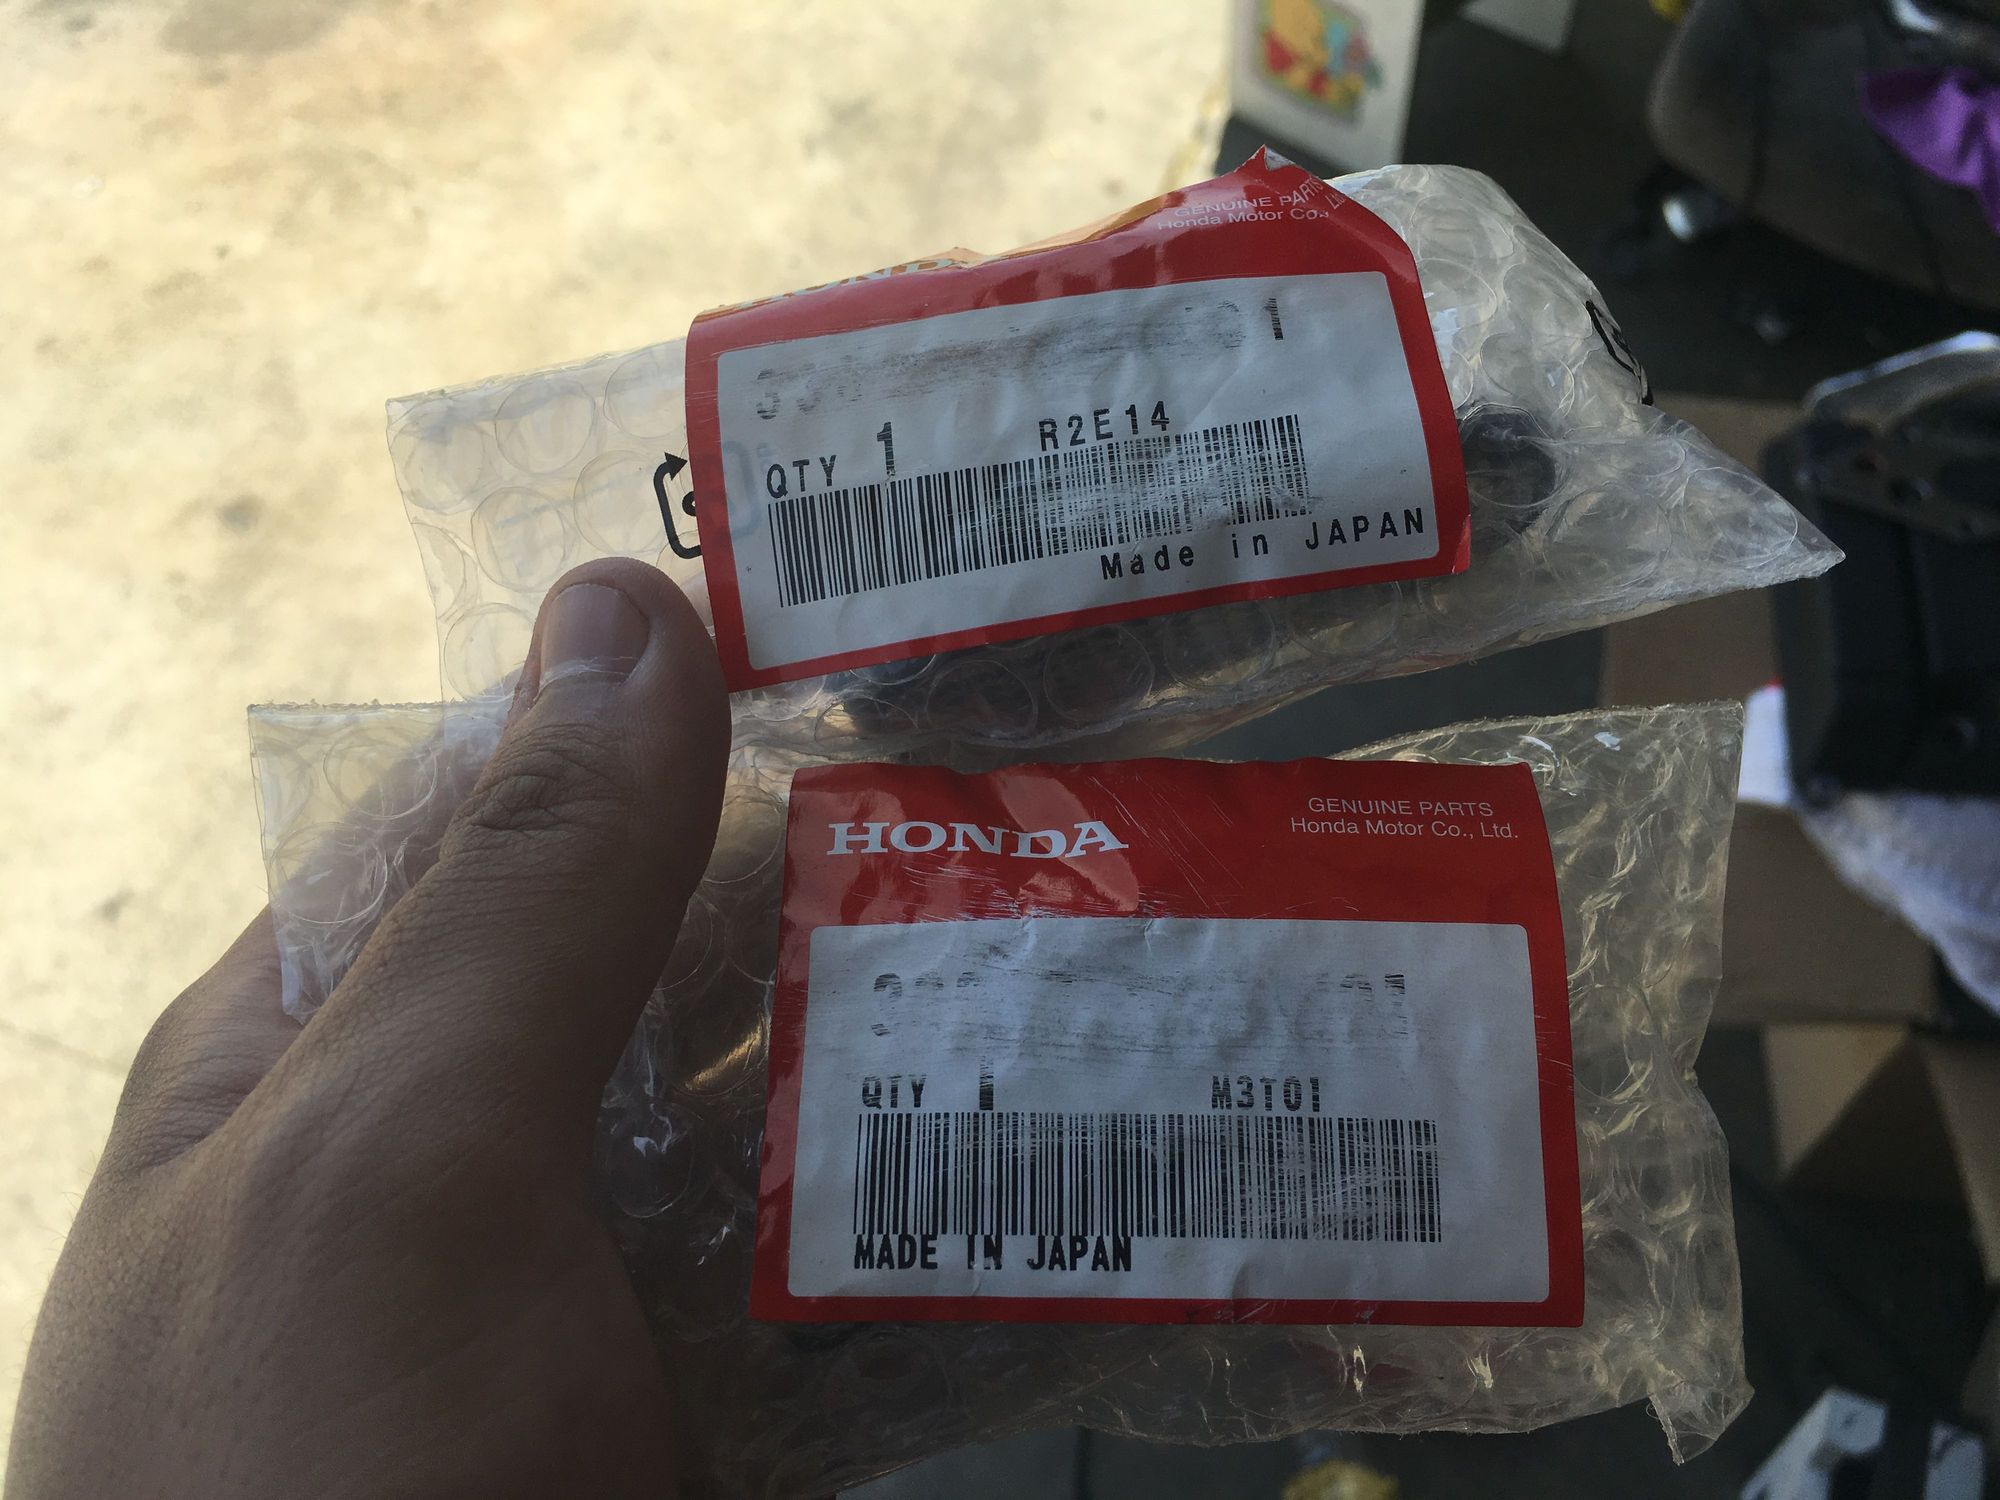 HONDA
GENUINE PARTS
Honda Motor Co., Ltd.
QTY 1 R2E14
Made in JAPAN
HONDA
GENUINE PARTS
Honda Motor Co., Ltd.
QTY 1 M3T01
MADE IN JAPAN